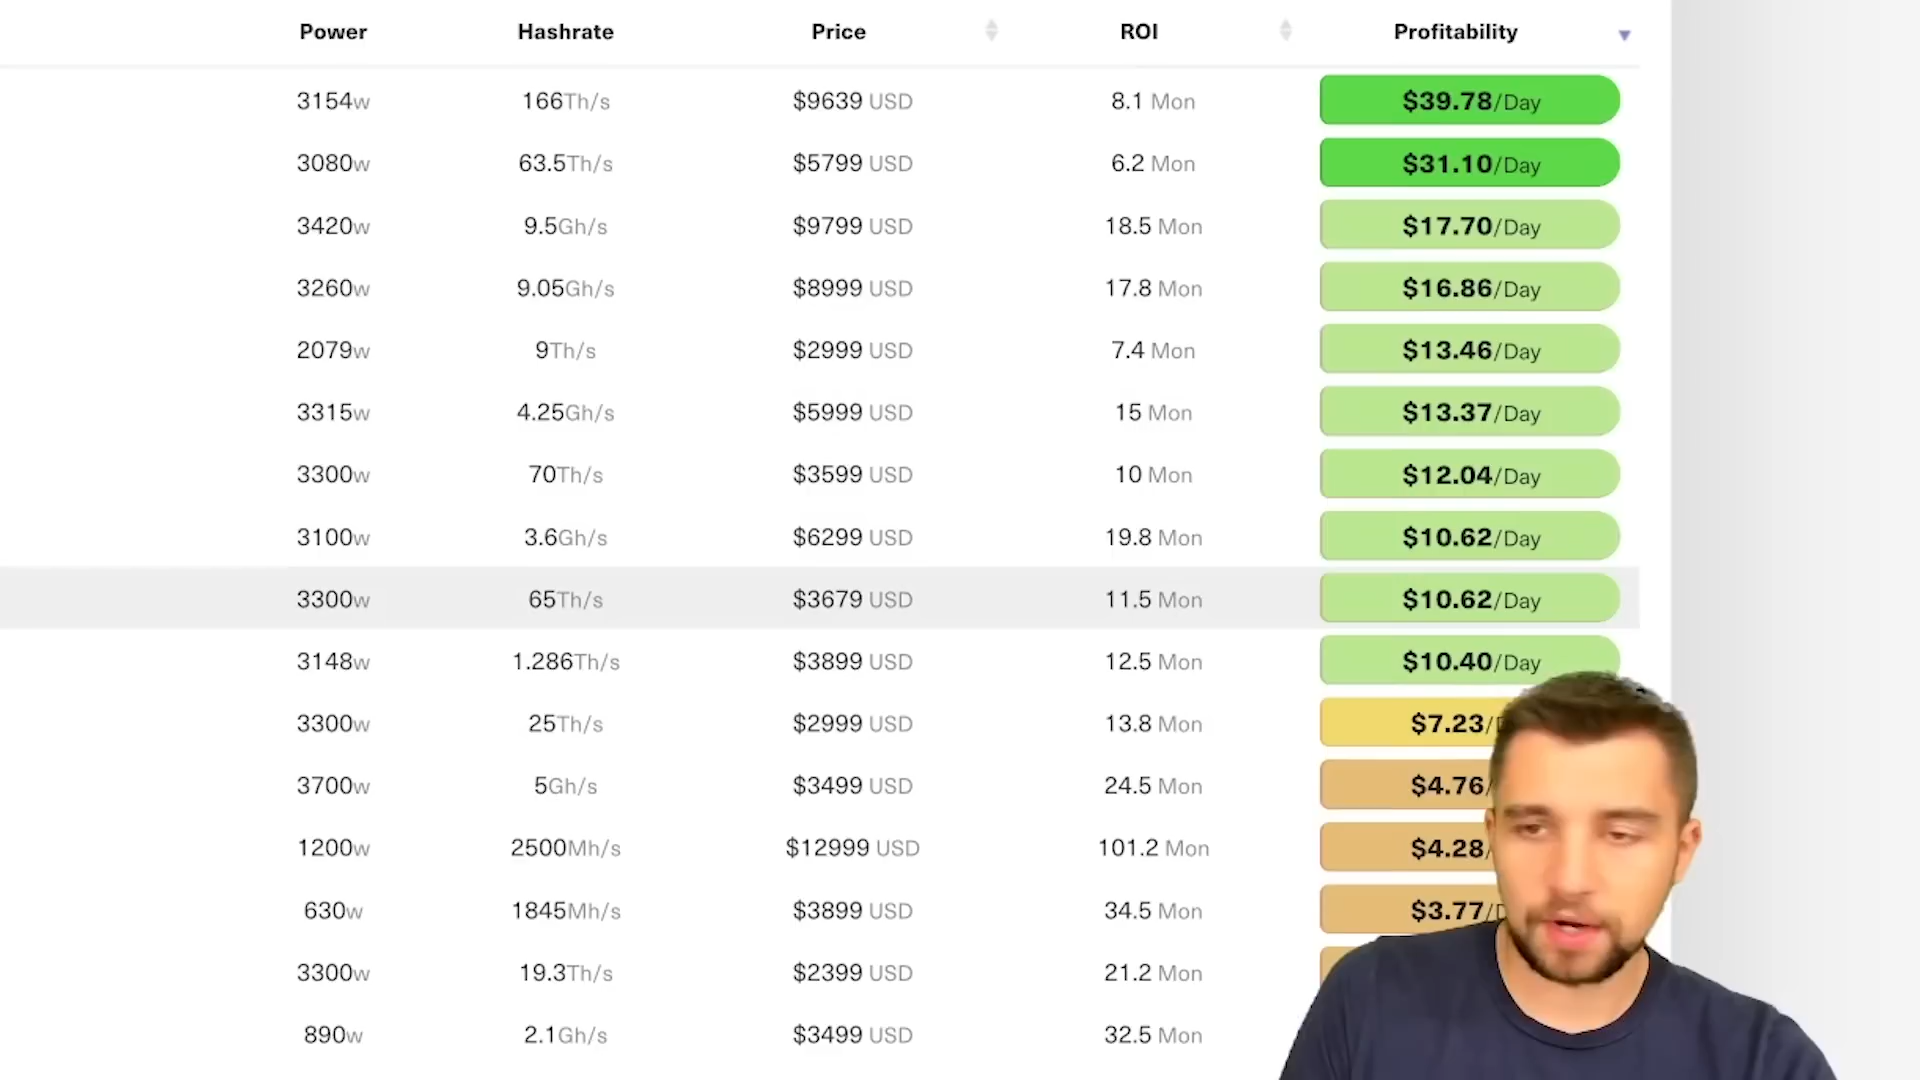 Power Hashrate Price ROI Profitability
3154w 166Th/s $9639 USD 8.1 Mon $39.78/Day
3080w 63.5Th/s $5799 USD 6.2 Mon $31.10/Day
3420w 9.5Gh/s $9799 USD 18.5 Mon $17.70/Day
3260w 9.05Gh/s $8999 USD 17.8 Mon $16.86/Day
2079w 9Th/s $2999 USD 7.4 Mon $13.46/Day
3315w 4.25Gh/s $5999 USD 15 Mon $13.37/Day
3300w 70Th/s $3599 USD 10 Mon $12.04/Day
3100w 3.6Gh/s $6299 USD 19.8 Mon $10.62/Day
3300w 65Th/s $3679 USD 11.5 Mon $10.62/Day
3148w 1.286Th/s $3899 USD 12.5 Mon $10.40/Day
3300w 25Th/s $2999 USD 13.8 Mon $7.23/
3700w 5Gh/s $3499 USD 24.5 Mon $4.76/
1200w 2500Mh/s $12999 USD 101.2 Mon $4.28/
630w 1845Mh/s $3899 USD 34.5 Mon $3.77/
3300w 19.3Th/s $2399 USD 21.2 Mon
890w 2.1Gh/s $3499 USD 32.5 Mon